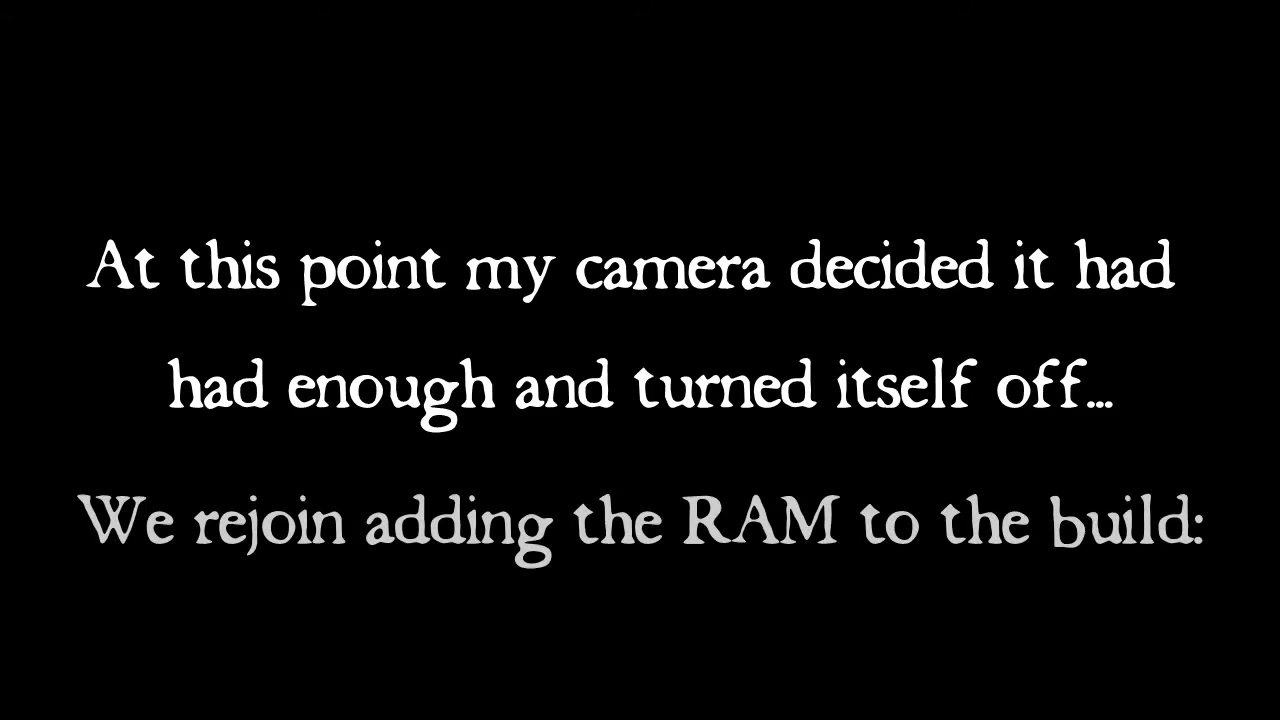 At this point my camera decided it had
had enough and turned itself off...
We rejoin adding the RAM to the build: